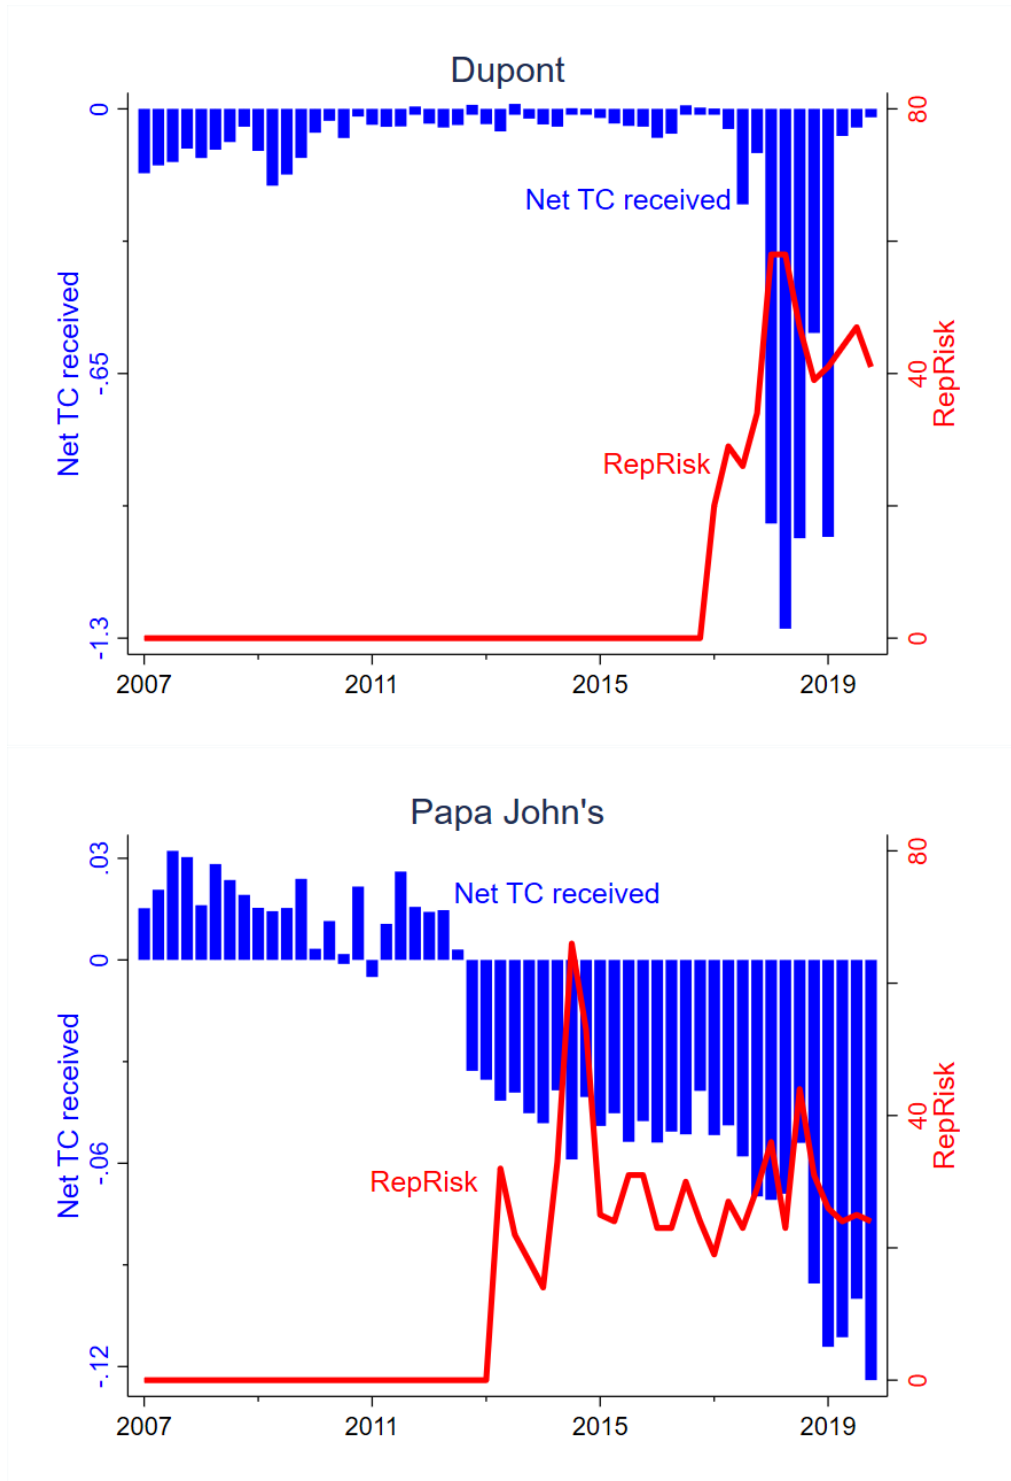 Dupont
0
-.65
-1.3
Net TC received
80
40
0
RepRisk
Net TC received
RepRisk
2007
2011
2015
2019
Papa John's
.03
0
-.06
-.12
Net TC received
80
40
0
RepRisk
Net TC received
RepRisk
2007
2011
2015
2019